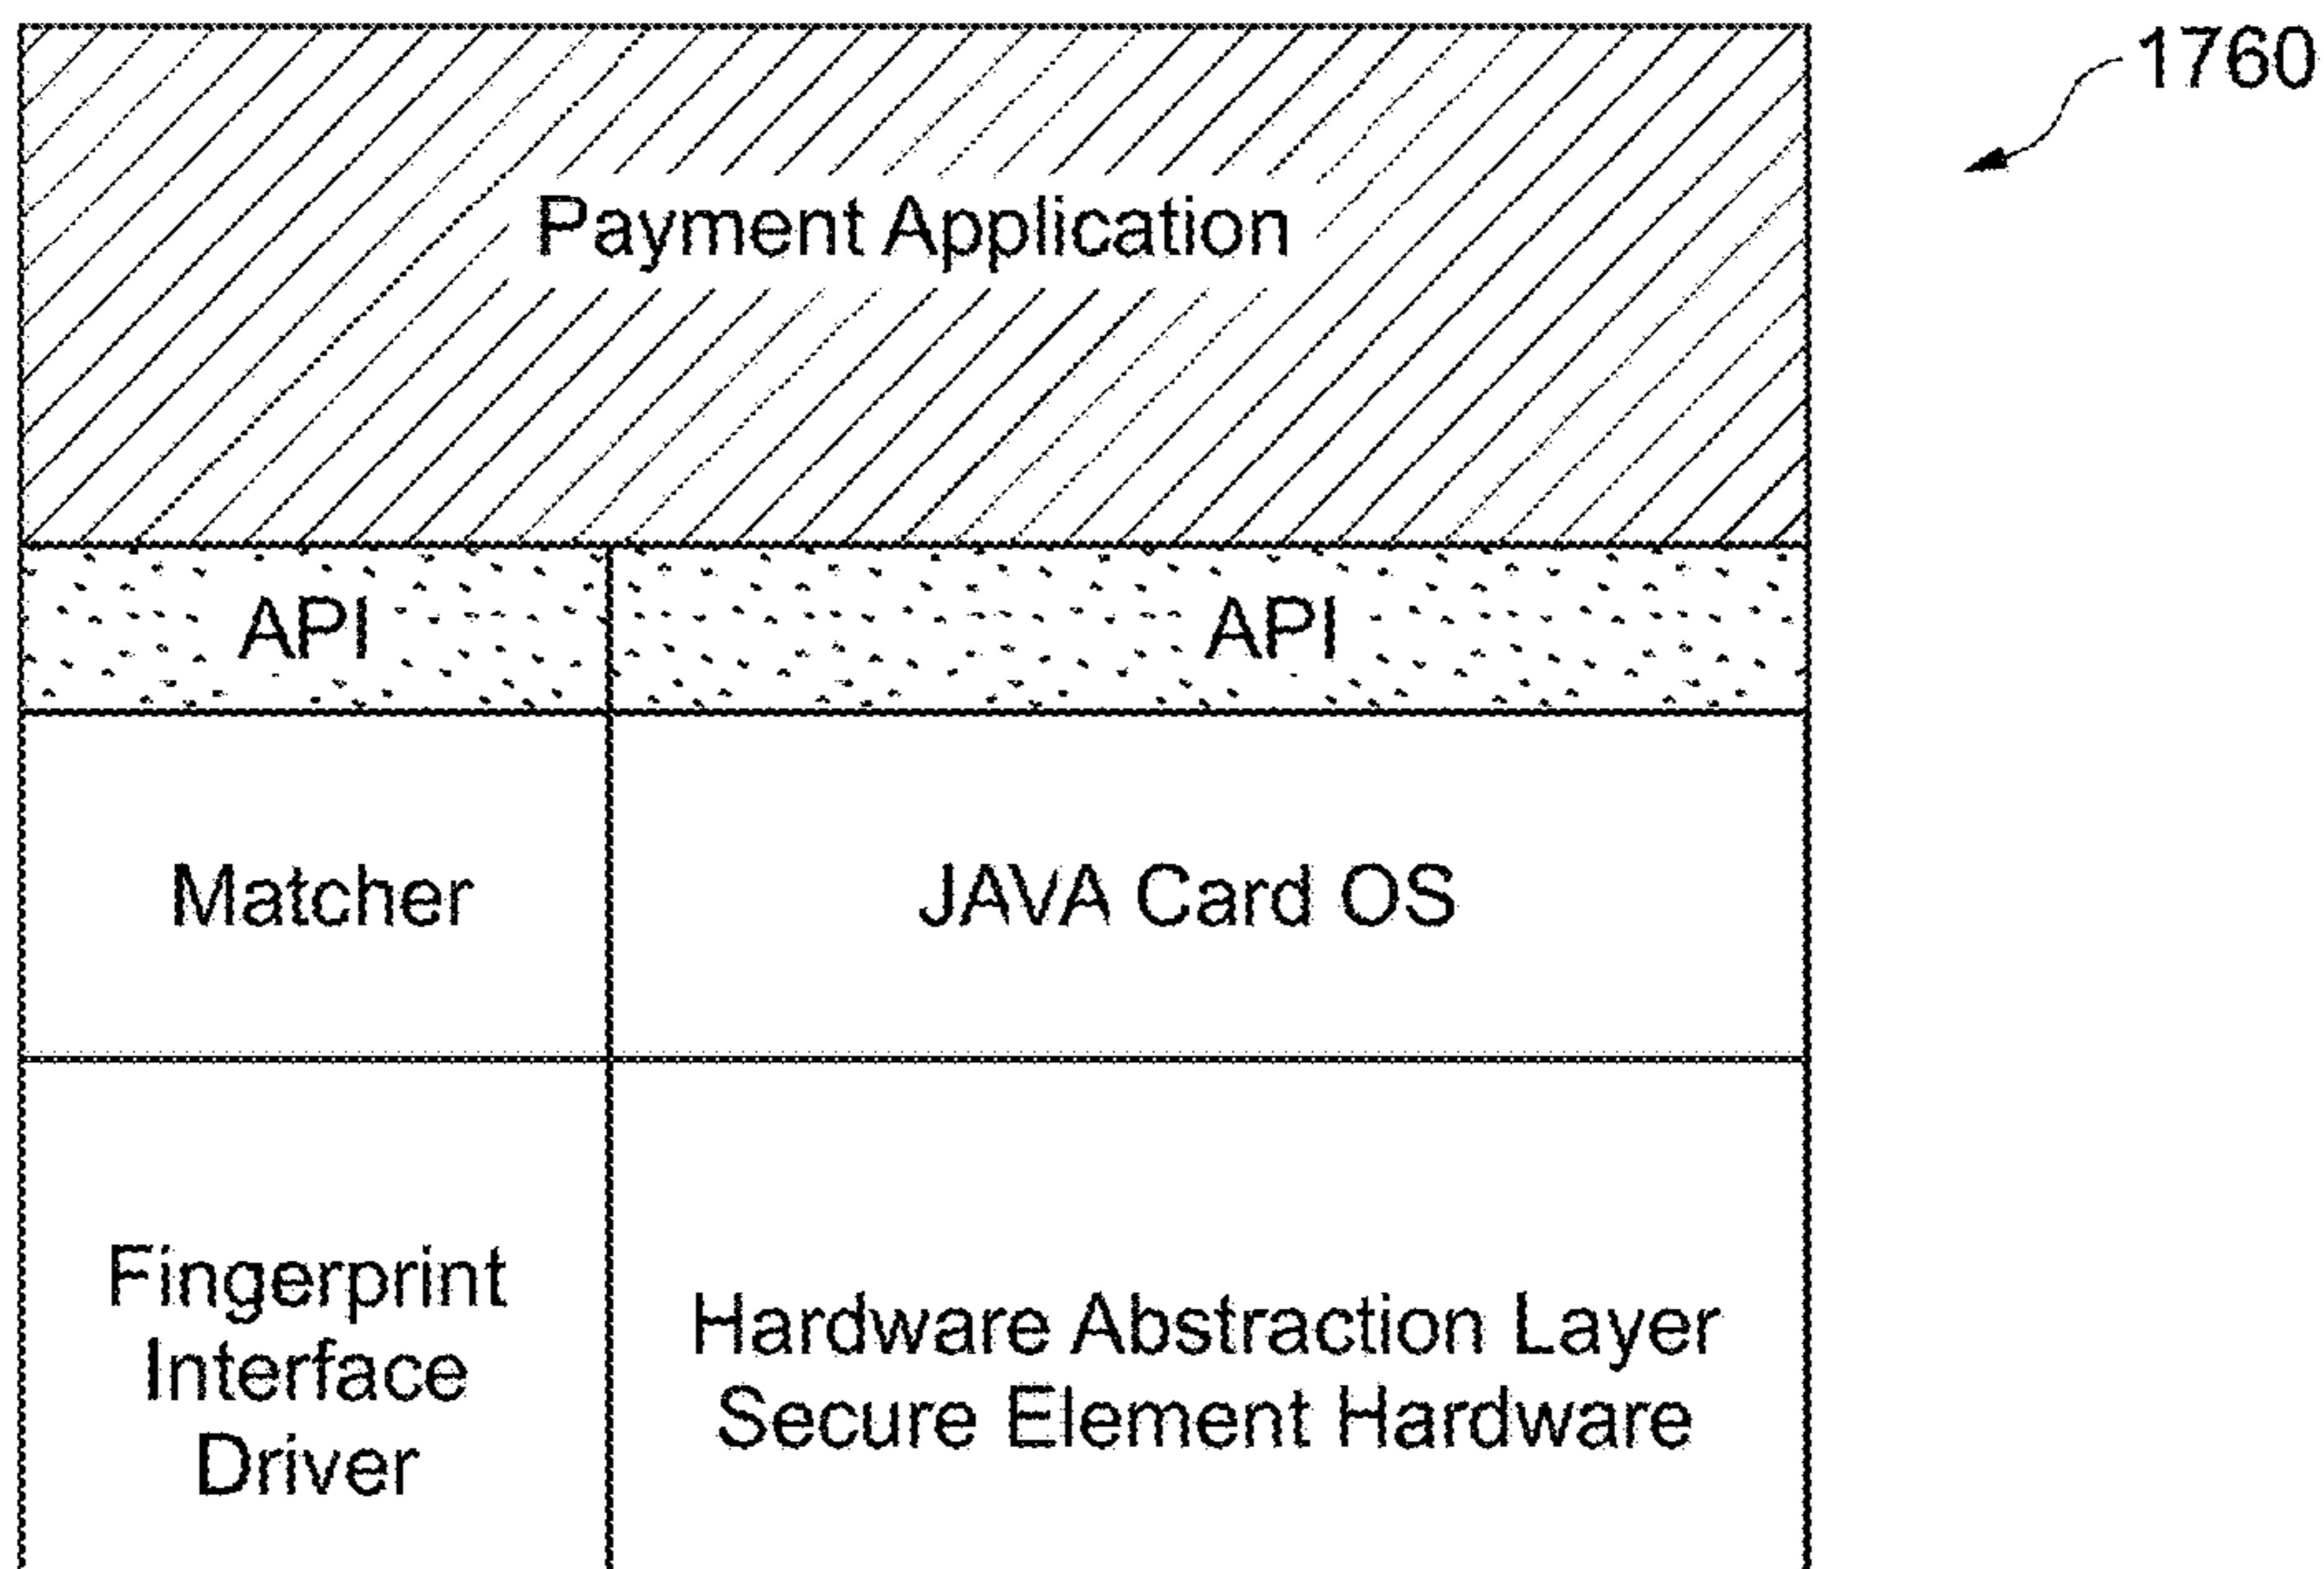 1760
Payment Application
API
API
Matcher
JAVA Card OS
Fingerprint
Interface
Driver
Hardware Abstraction Layer
Secure Element Hardware